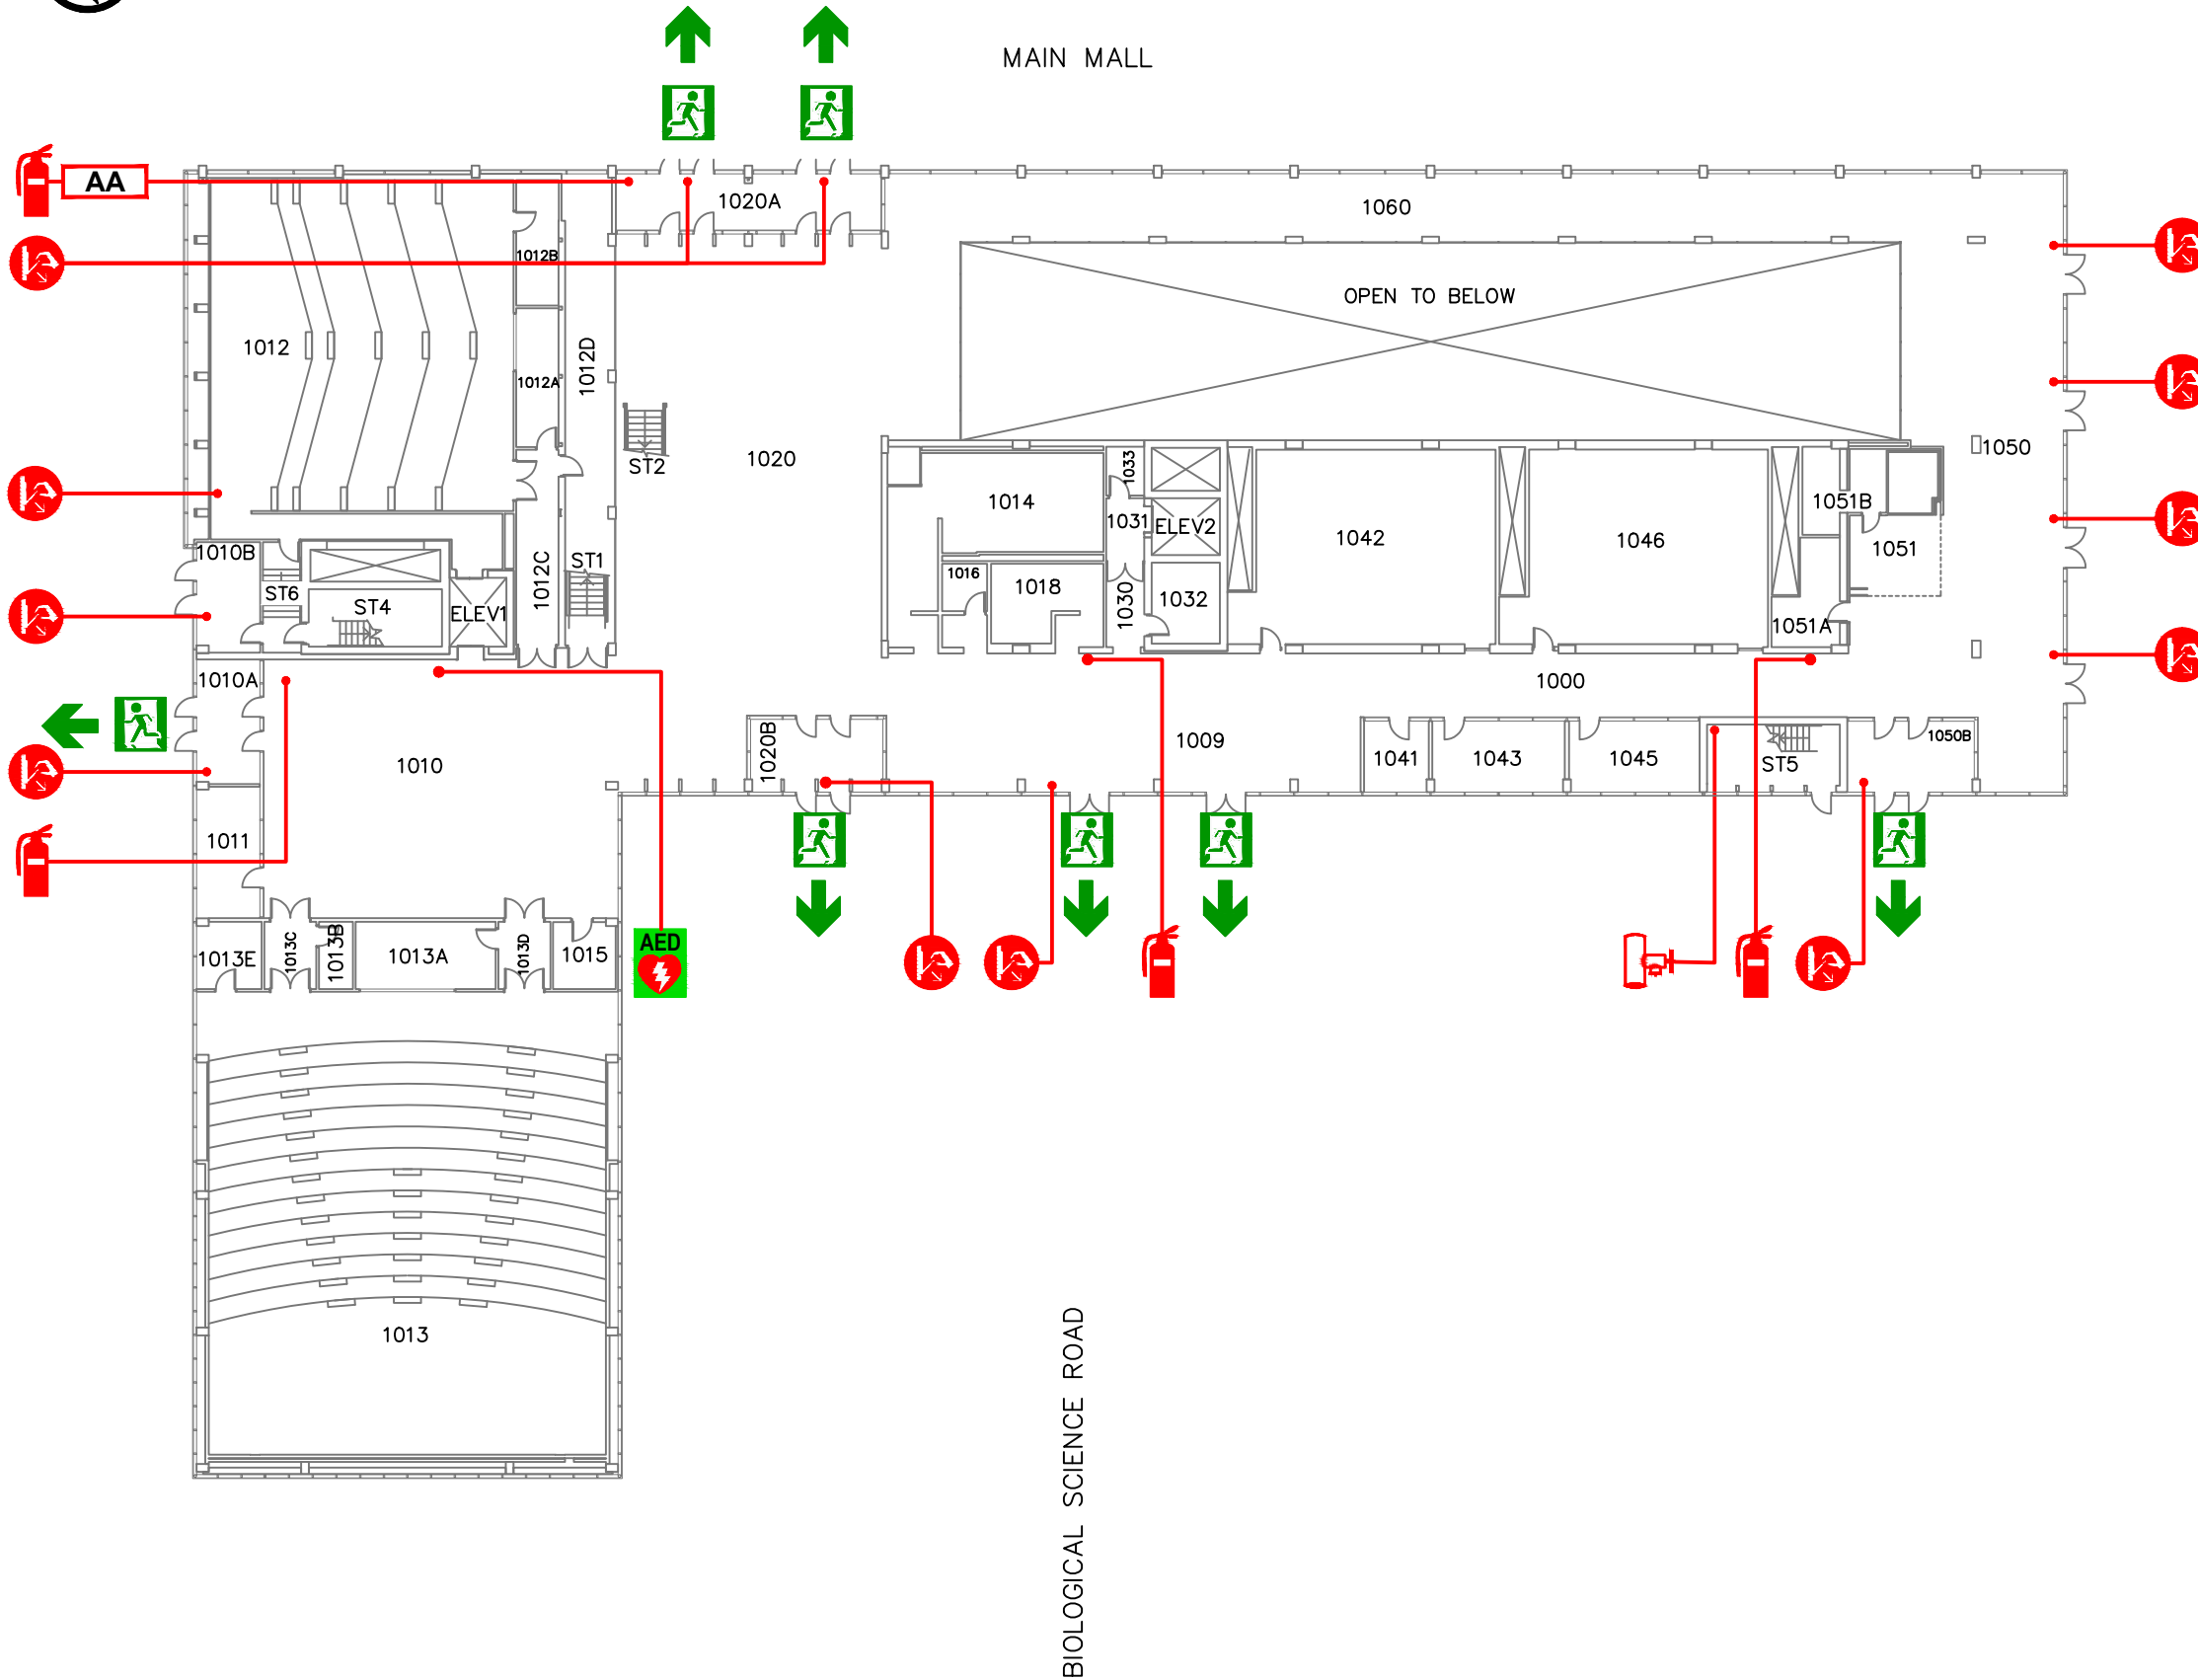 MAIN MALL
AA
1020A
1060
1012B
OPEN TO BELOW
1012
1012A
1012D
ST2
1020
1033
1050
1014
1051B
1031
ELEV2
1042
1046
1051
1010B
ST1
1016
1018
1012C
ST6
ST4
ELEV1
1030
1032
1051A
1010A
1000
1020B
1009
1050B
1010
1041
1043
1045
ST5
1011
1013E
1013C
1013B
1013A
1013D
1015
AED
1013
BIOLOGICAL SCIENCE ROAD